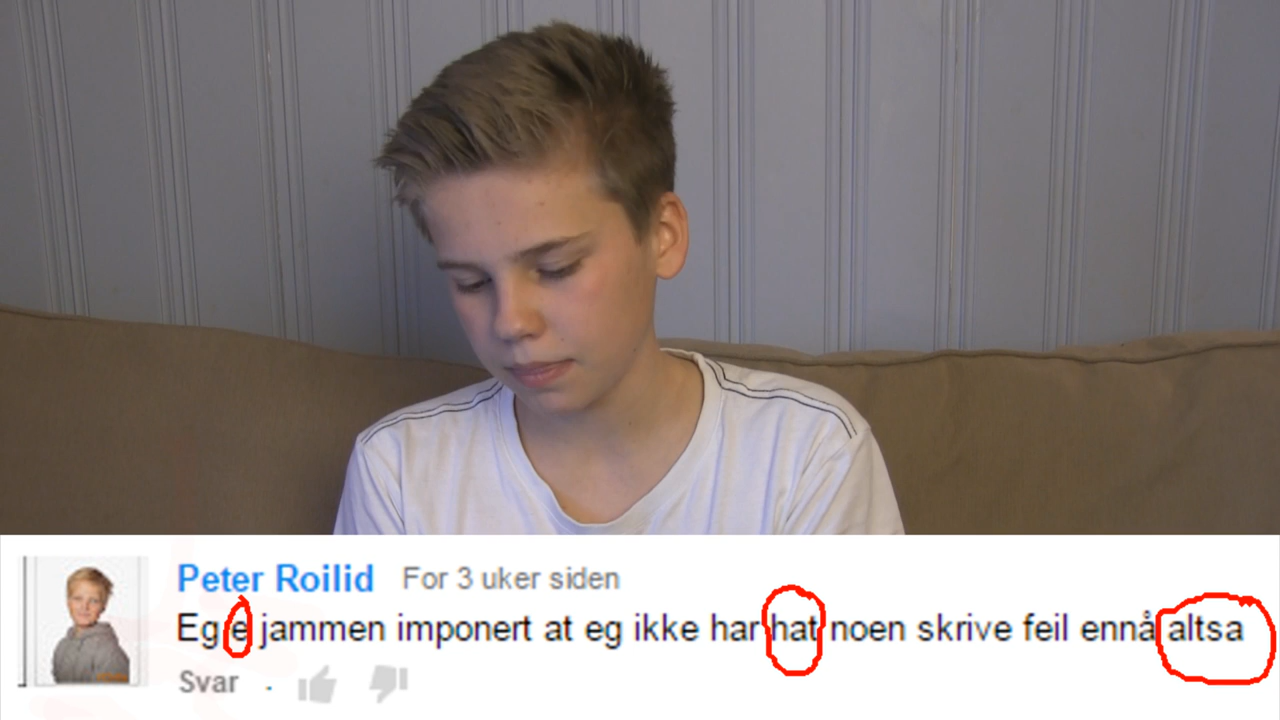 Peter Roilid For 3 uker siden
Eg e jammen imponert at eg ikke har hat noen skrive feil ennå altsa
Svar